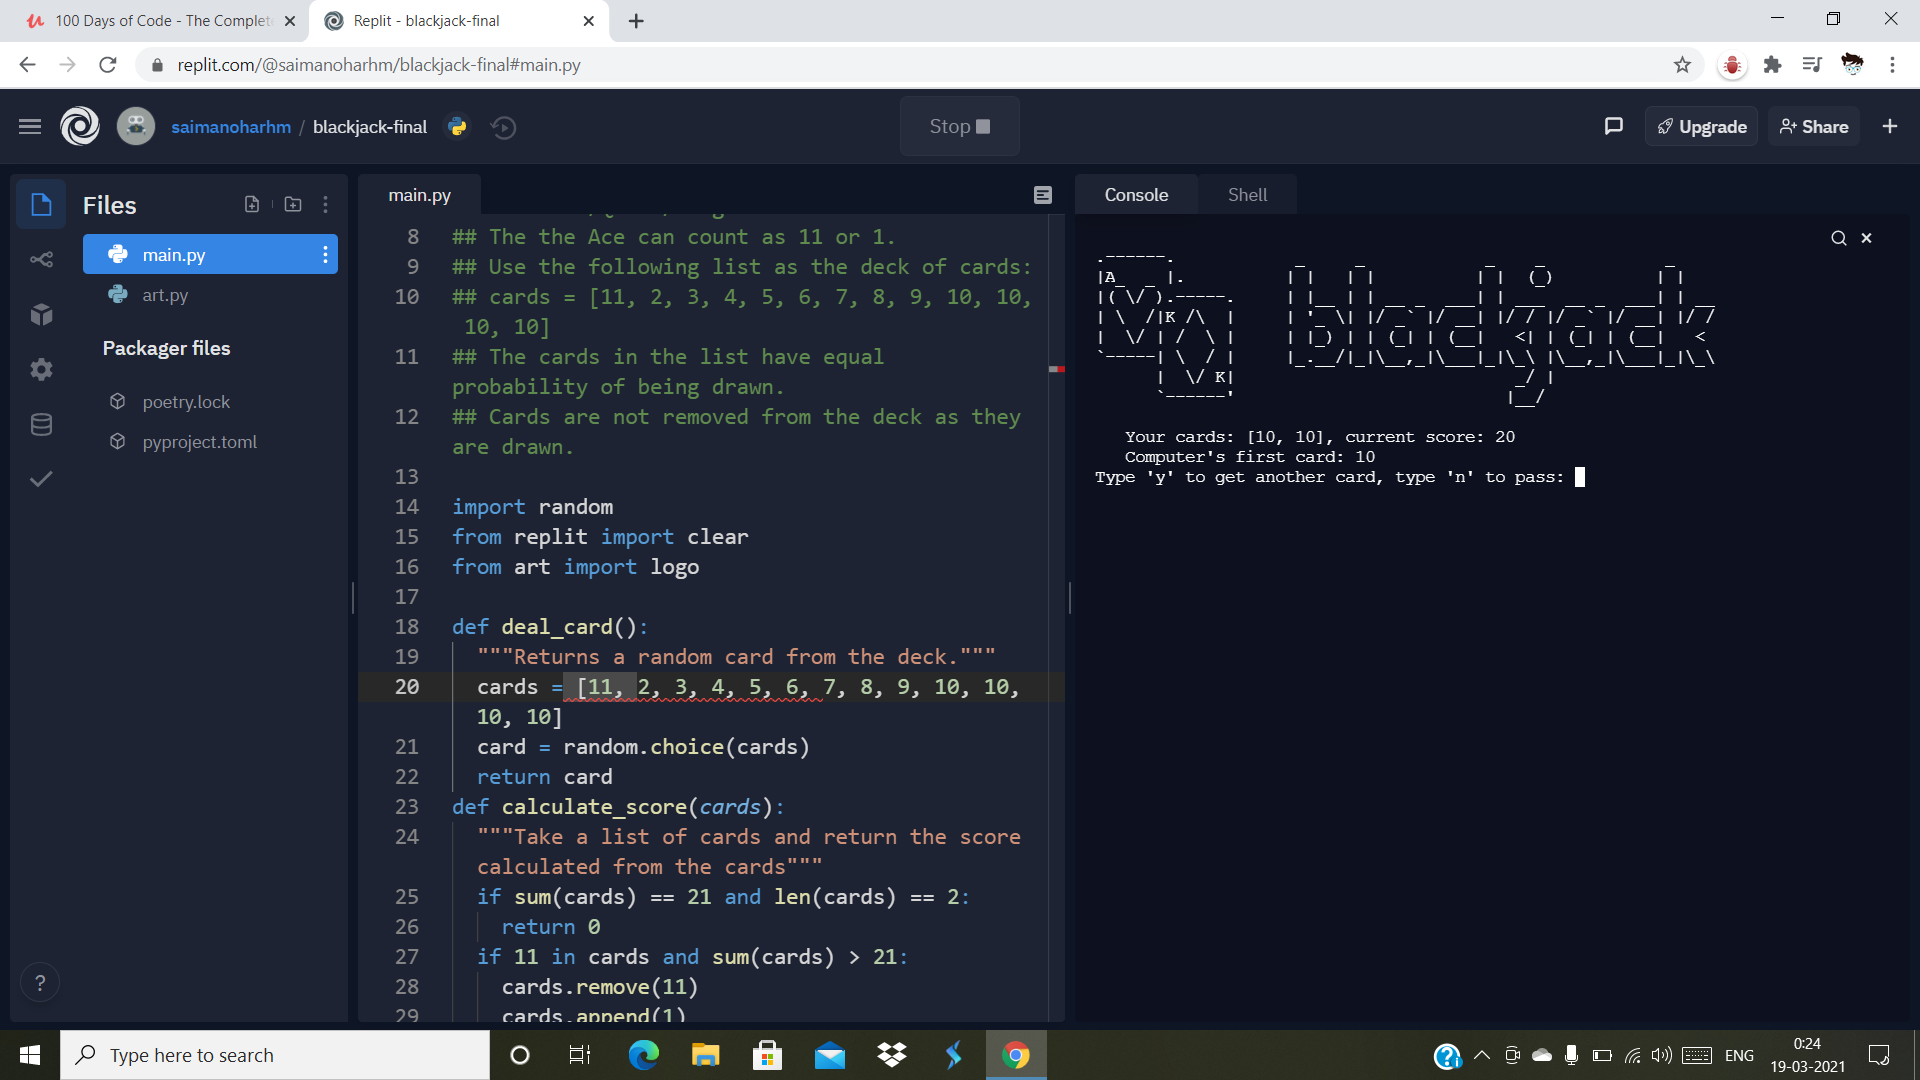 100 Days of Code - The Complete
Replit - blackjack-final
replit.com/@saimanoharhm/blackjack-final#main.py
saimanoharhm / blackjack-final
Stop
Upgrade
Share
Files
main.py
art.py
Packager files
poetry.lock
pyproject.toml
main.py
8 ## The the Ace can count as 11 or 1.
9 ## Use the following list as the deck of cards:
10 ## cards = [11, 2, 3, 4, 5, 6, 7, 8, 9, 10, 10,
10, 10]
11 ## The cards in the list have equal
probability of being drawn.
12 ## Cards are not removed from the deck as they
are drawn.
13
14 import random
15 from replit import clear
16 from art import logo
17
18 def deal_card():
19 """Returns a random card from the deck."""
20 cards = [11, 2, 3, 4, 5, 6, 7, 8, 9, 10, 10,
10, 10]
21 card = random.choice(cards)
22 return card
23 def calculate_score(cards):
24 """Take a list of cards and return the score
calculated from the cards"""
25 if sum(cards) == 21 and len(cards) == 2:
26 return 0
27 if 11 in cards and sum(cards) > 21:
28 cards.remove(11)
29 cards.append(1)
Console
Shell
A
K
K
blackjack
Your cards: [10, 10], current score: 20
Computer's first card: 10
Type 'y' to get another card, type 'n' to pass:
?
Type here to search
ENG
0:24
19-03-2021